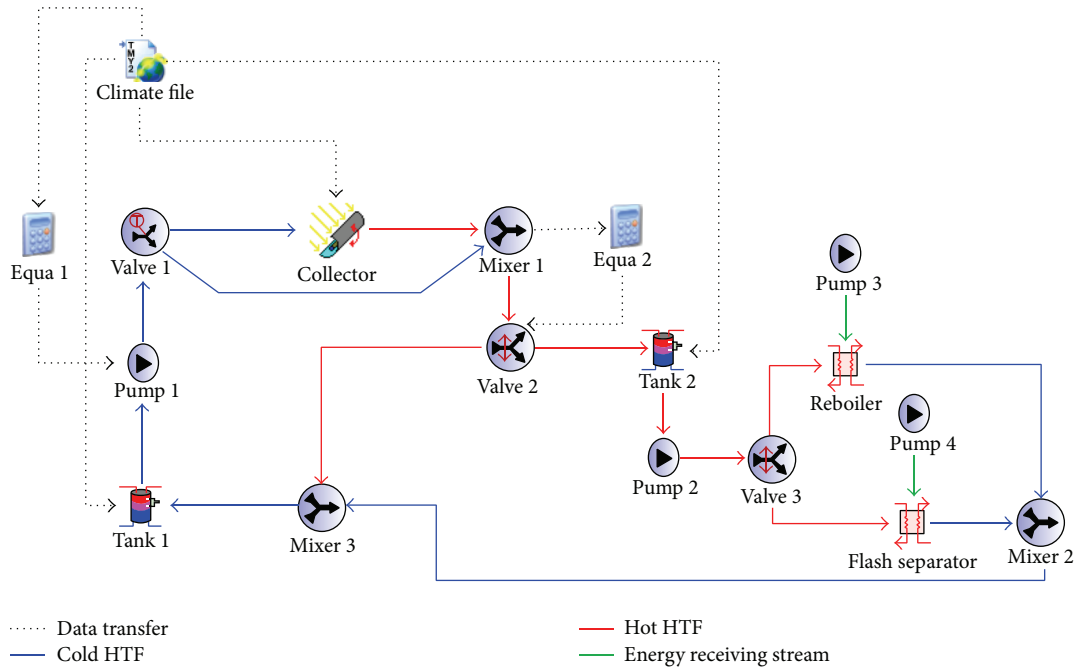 TMY2
Climate file
Equa 1
T
Valve 1
Collector
Mixer 1
Equa 2
Pump 3
Pump 1
Valve 2
Tank 2
Reboiler
Pump 4
Pump 2
Valve 3
Tank 1
Mixer 3
Flash separator
Mixer 2
Data transfer
Cold HTF
Hot HTF
Energy receiving stream